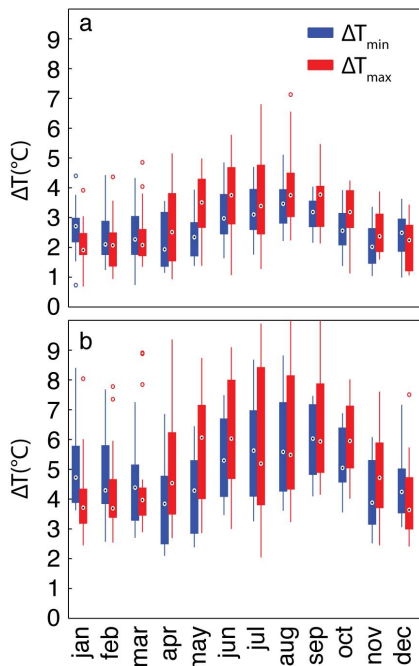 a
ΔTmin
ΔTmax
ΔT(°C)
9
8
7
6
5
4
3
2
1
0
b
ΔT(°C)
9
8
7
6
5
4
3
2
1
0
jan
feb
mar
apr
may
jun
jul
aug
sep
oct
nov
dec